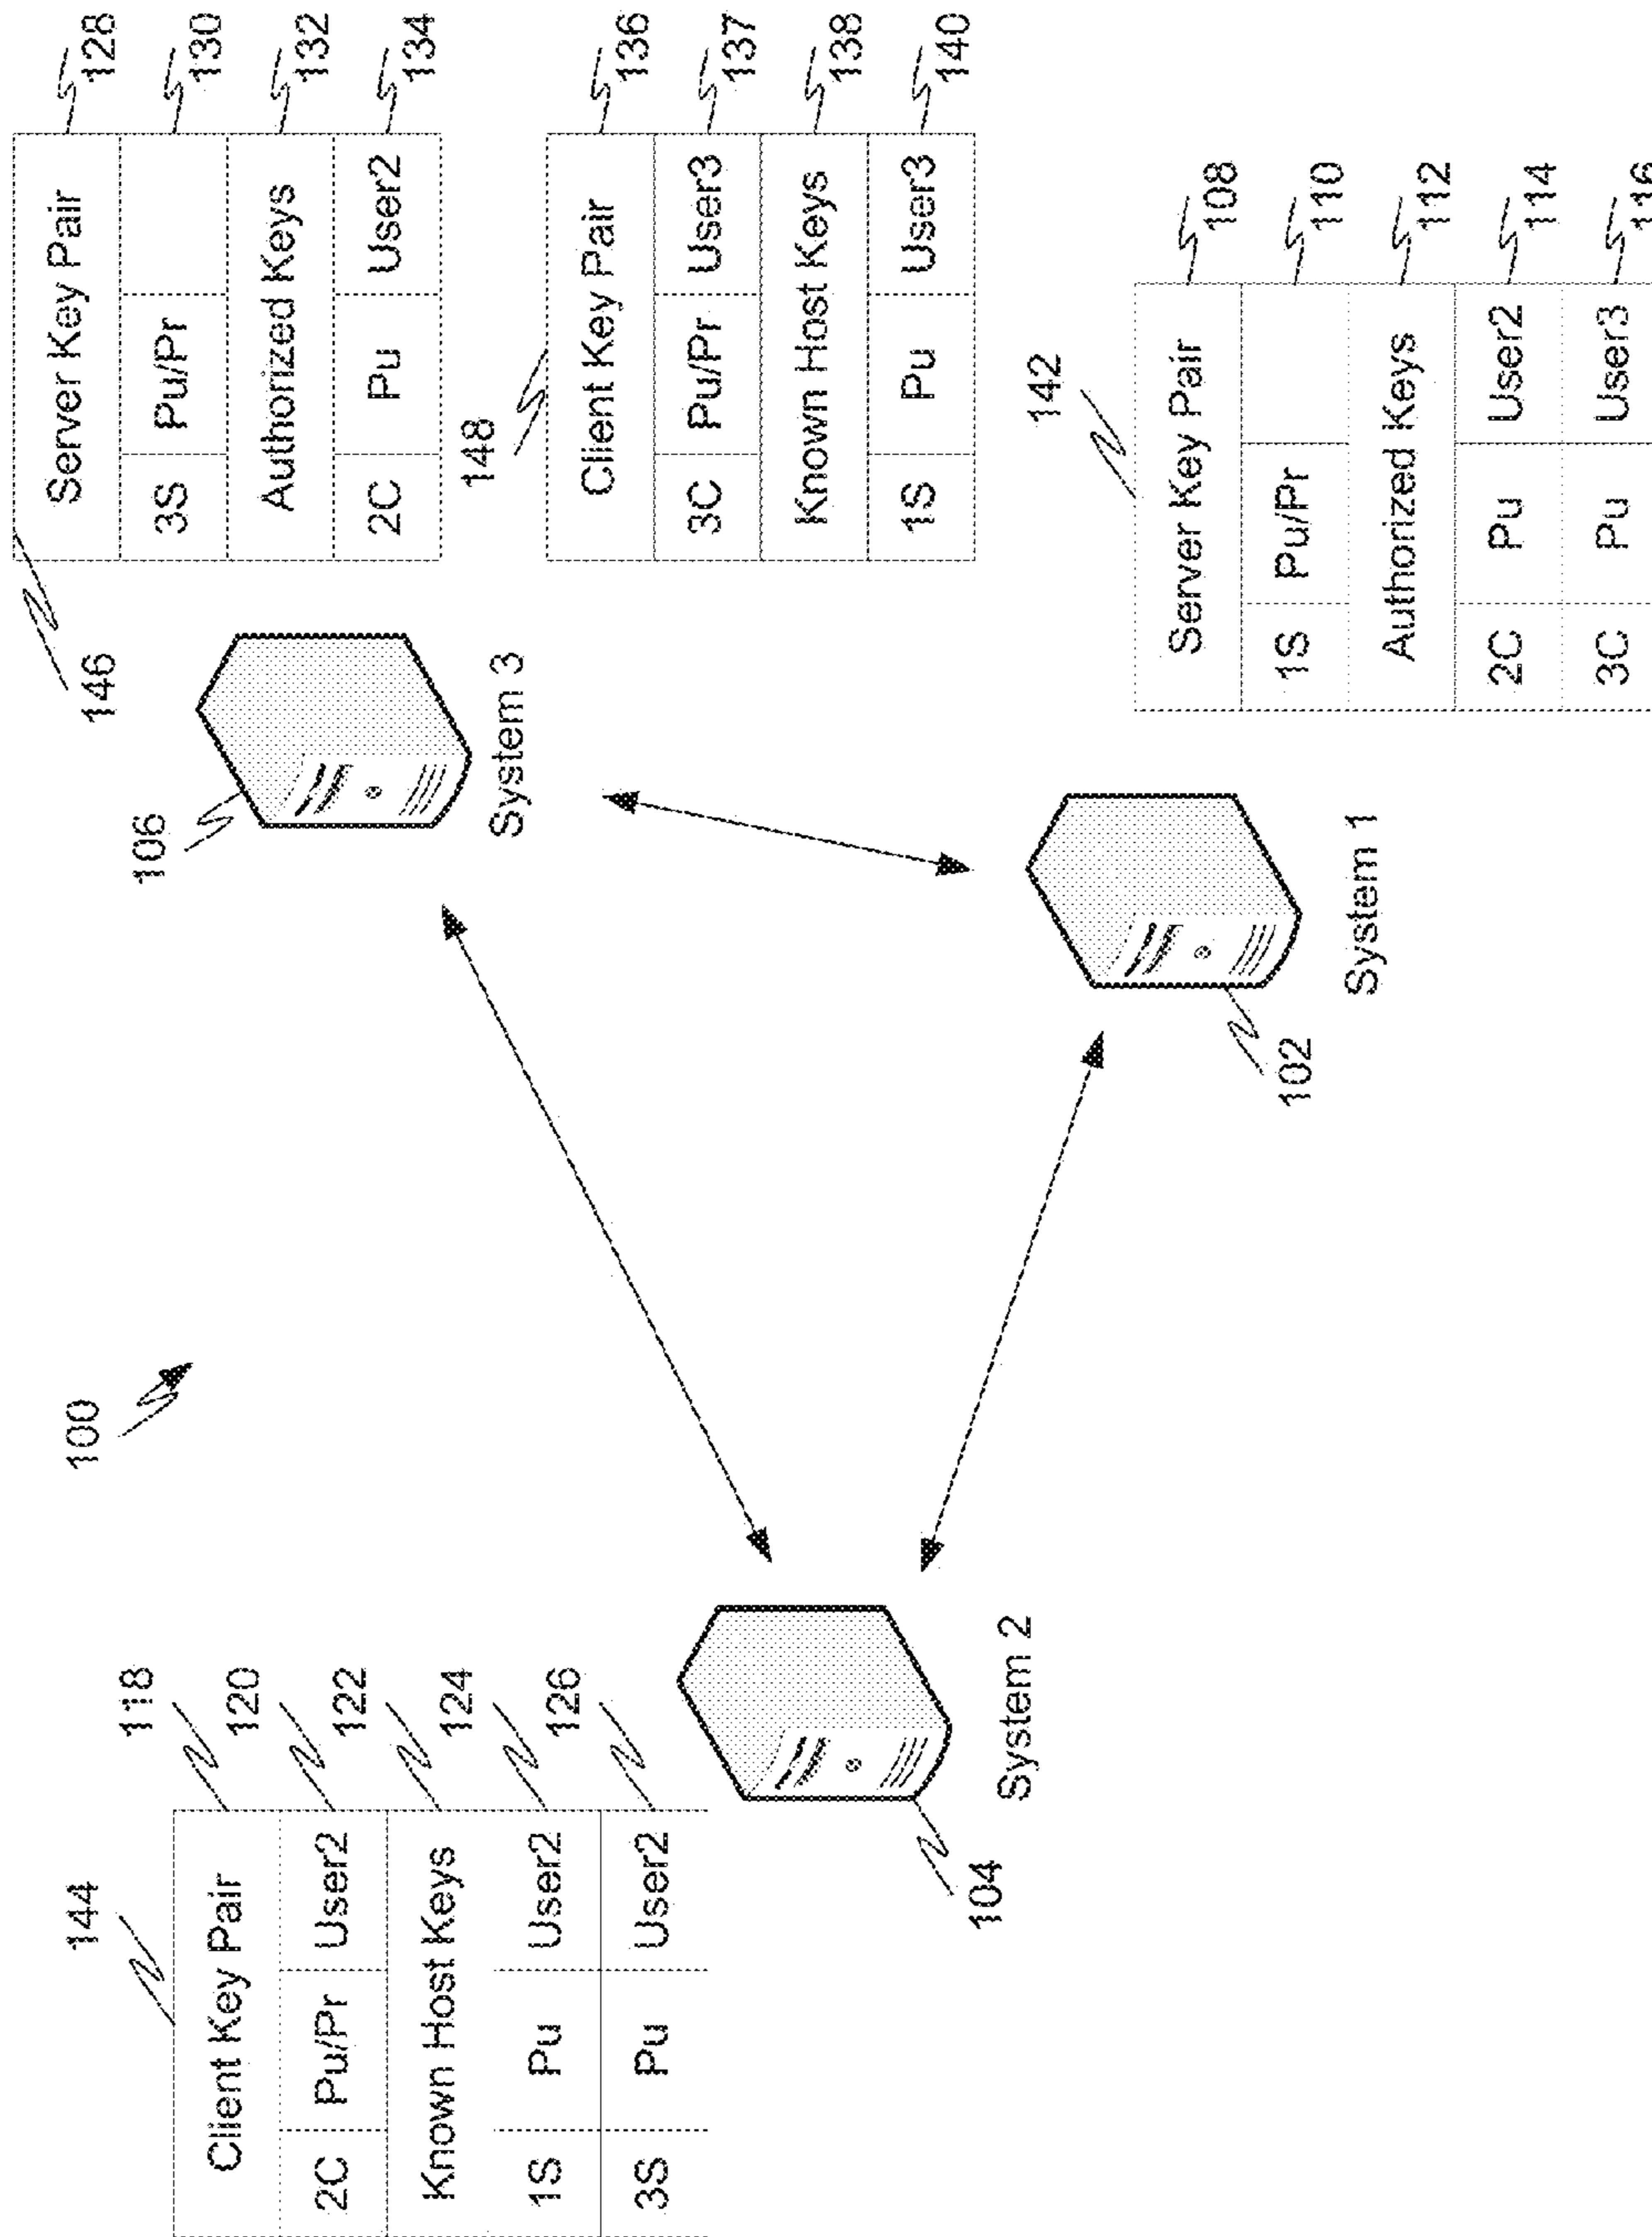 100
144
Client Key Pair
118
2C Pu/Pr User2
120
Known Host Keys
122
1S Pu User2
124
3S Pu User2
126
System 2
104
146
Server Key Pair
128
3S Pu/Pr
130
Authorized Keys
132
2C Pu User2
134
106
System 3
148
Client Key Pair
136
3C Pu/Pr User3
137
Known Host Keys
138
1S Pu User3
140
102
System 1
142
Server Key Pair
108
1S Pu/Pr
110
Authorized Keys
112
2C Pu User2
114
3C Pu User3
116